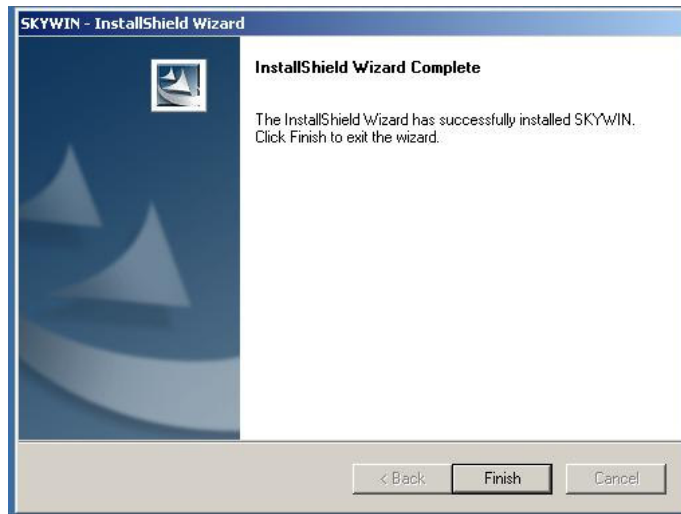 SKYWIN - InstallShield Wizard
InstallShield Wizard Complete
The InstallShield Wizard has successfully installed SKYWIN.
Click Finish to exit the wizard.
< Back
Finish
Cancel